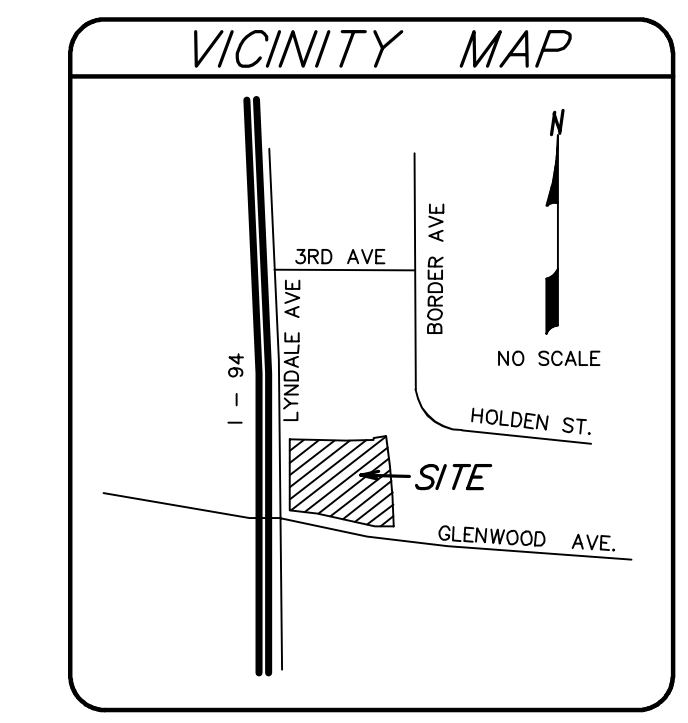 VICINITY MAP
N
3RD AVE
BORDER AVE
LYNDALE AVE
I - 94
NO SCALE
HOLDEN ST.
SITE
GLENWOOD AVE.